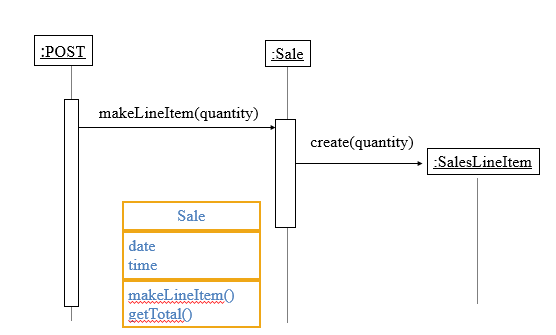 :POST
:Sale
makeLineItem(quantity)
create(quantity)
:SalesLineItem
Sale
date
time
makeLineItem()
getTotal()